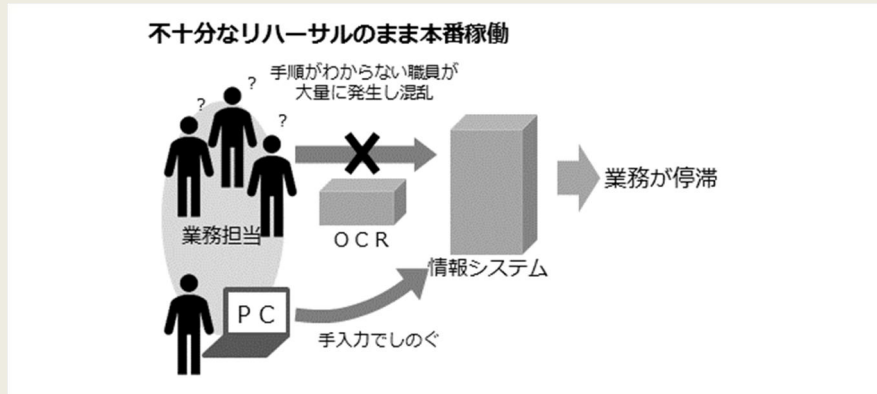 不十分なリハーサルのまま本番稼働
手順がわからない職員が
大量に発生し混乱
?
?
?
業務担当
OCR
情報システム
業務が停滞
PC
手入力でしのぐ